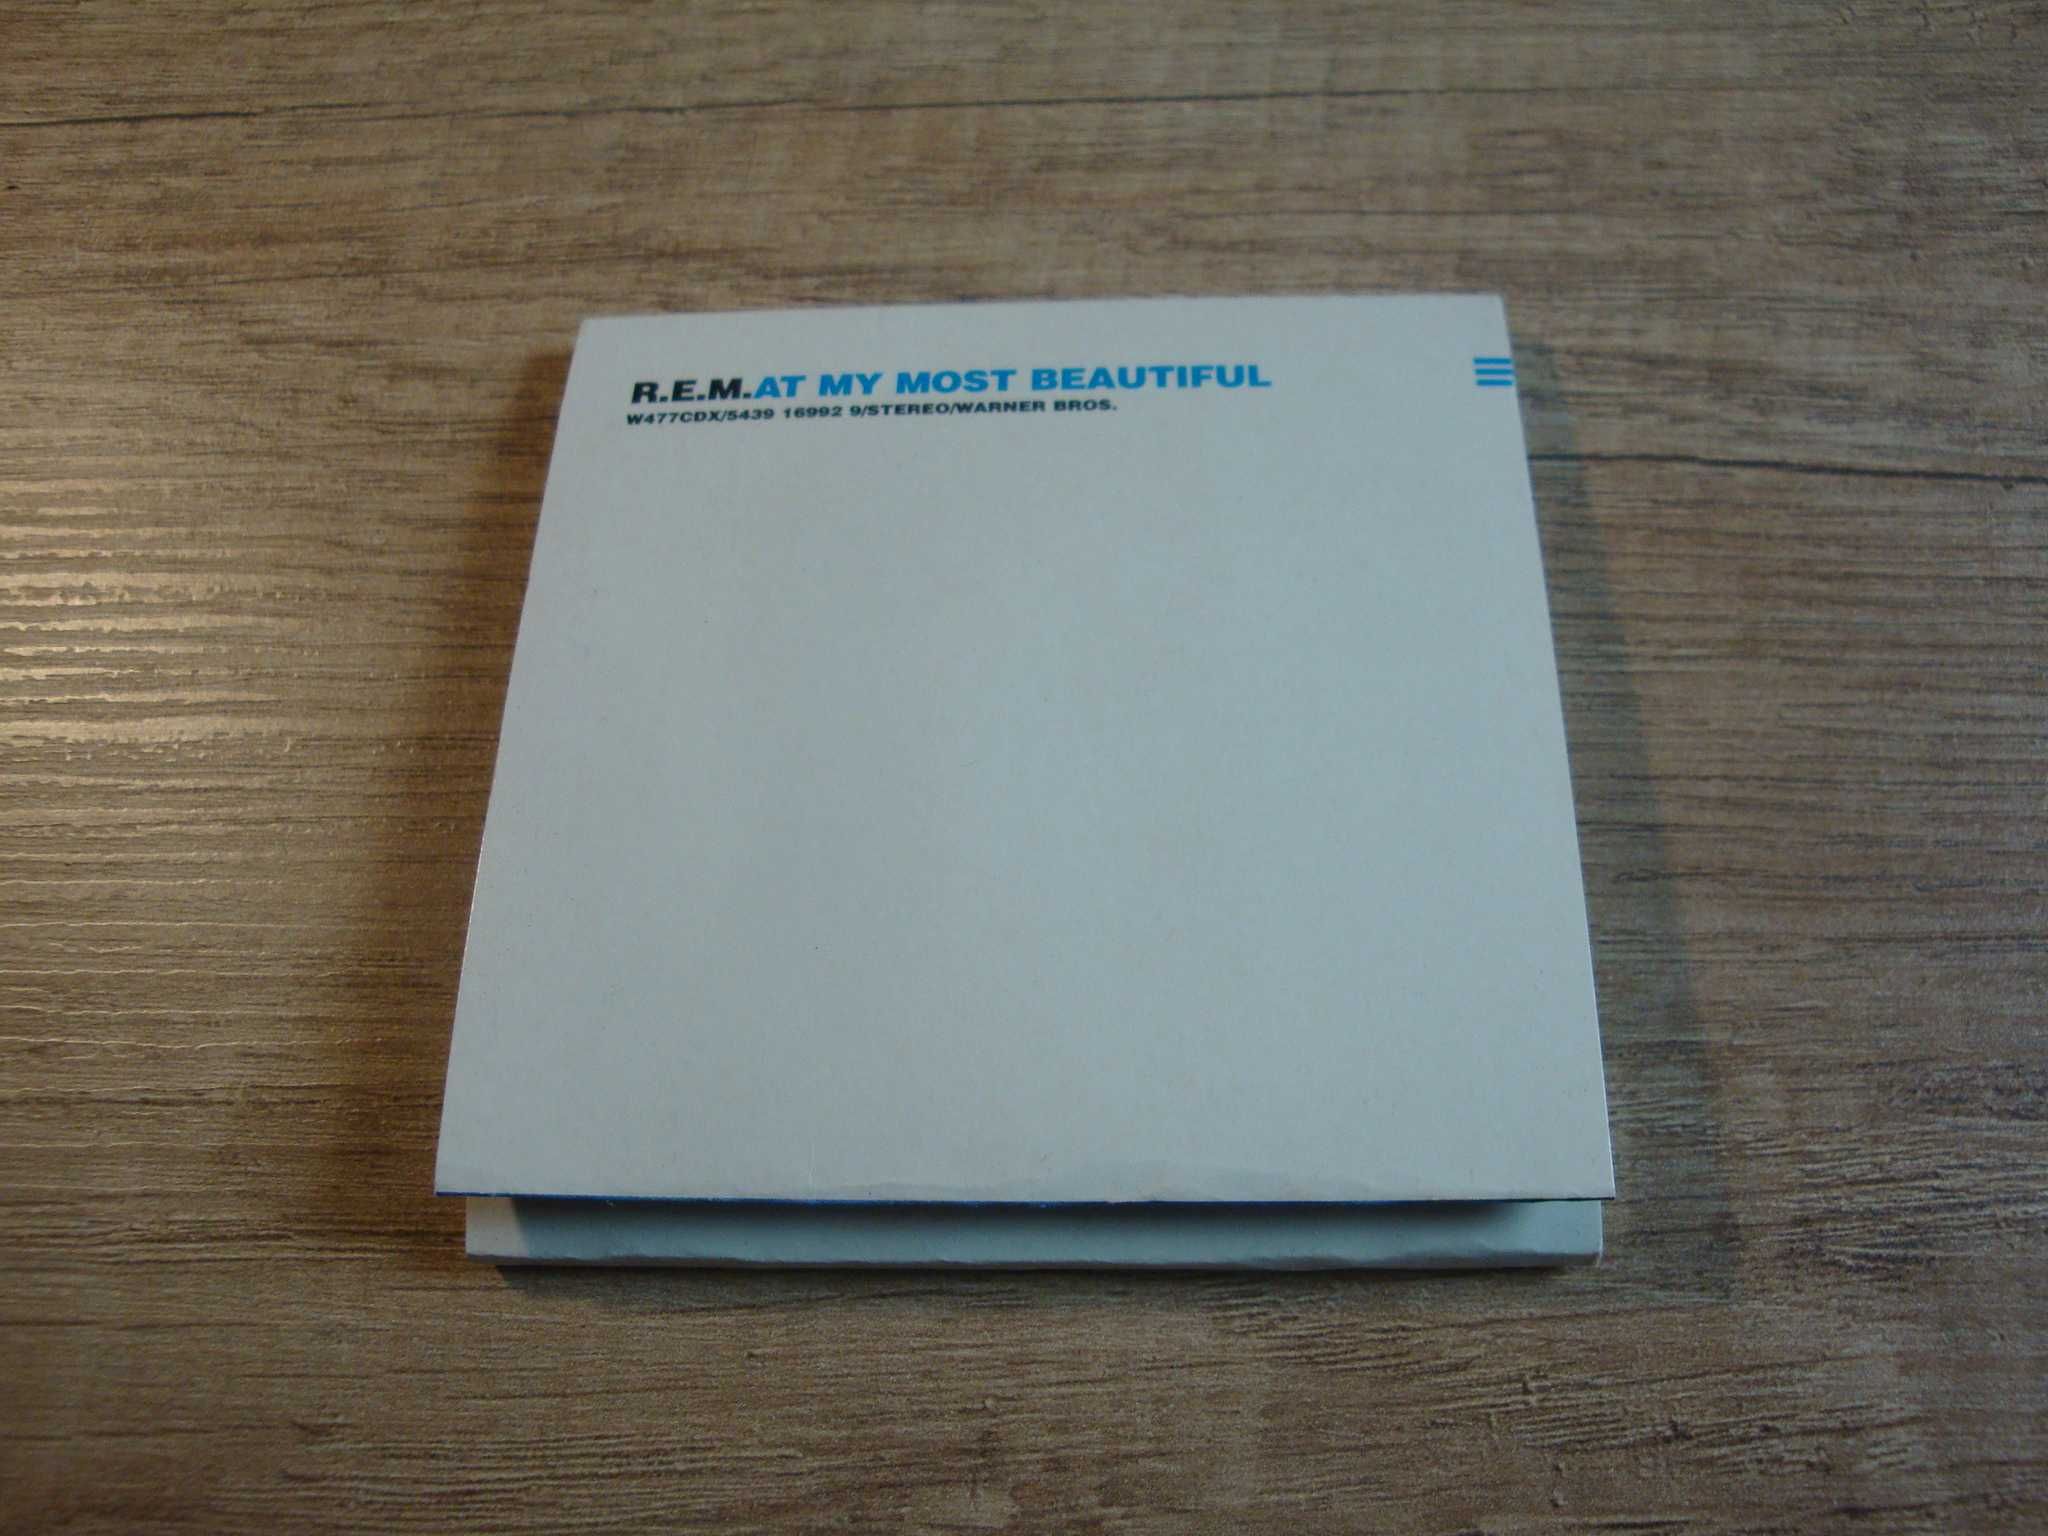 R.E.M.AT MY MOST BEAUTIFUL
W477CDX/5439 16992 9/STEREO/WARNER BROS.